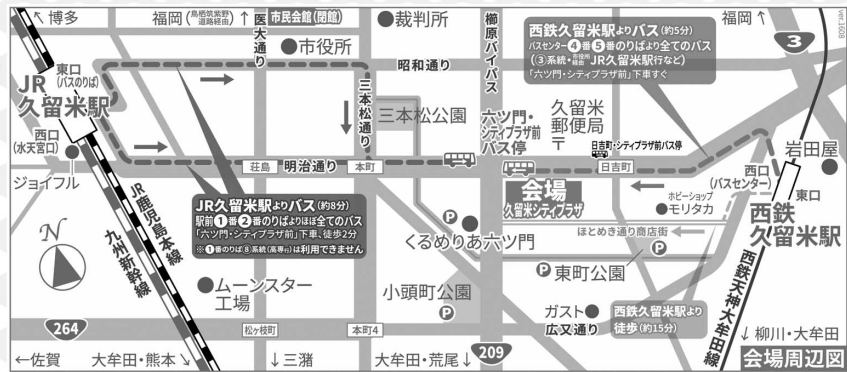 ↖博多
福岡(鳥栖筑紫野道路経由)↑
医大通り
市民会館(閉館)
裁判所
櫛原バイパス
福岡↑
ver.1608
西鉄久留米駅よりバス(約5分)
バスセンター④番⑤番のりばより全てのバス
(③系統・市役所経由JR久留米駅行など)
「六ツ門・シティプラザ前」下車すぐ
3
市役所
昭和通り
東口
(バスのりば)
JR
久留米駅
西口
(水天宮口)
ジョイフル
三本松通り
三本松公園
六ツ門・
シティプラザ前
バス停
久留米
郵便局
〒
日吉町・シティプラザ前バス停
岩田屋
荘島
明治通り
本町
日吉町
西口
(バスセンター)
東口
会場
久留米シティプラザ
ホビーショップ
モリタカ
西鉄
久留米駅
JR久留米駅よりバス(約8分)
駅前①番②番のりばよりほぼ全てのバス
「六ツ門・シティプラザ前」下車、徒歩2分
※①番のりば⑧系統(高専行)は利用できません
P
くるめりあ六ツ門
ほとめき通り商店街
N
JR鹿児島本線
九州新幹線
P
東町公園
P
ムーンスター
工場
小頭町公園
P
ガスト
広又通り
西鉄久留米駅より
徒歩(約15分)
西鉄天神大牟田線
264
松ヶ枝町
本町4
209
↓柳川・大牟田
←佐賀
大牟田・熊本↘
↓三潴
大牟田・荒尾↓
会場周辺図